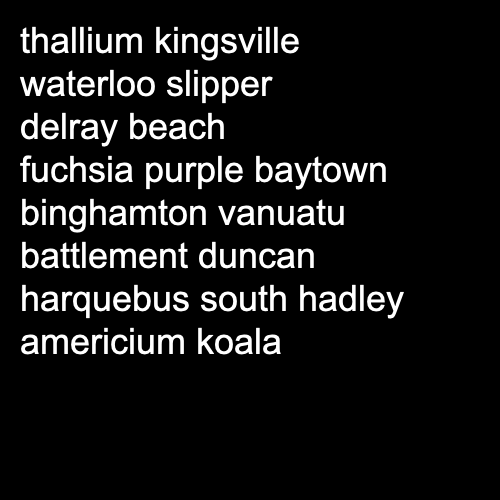 thallium kingsville
waterloo slipper
delray beach
fuchsia purple baytown
binghamton vanuatu
battlement duncan
harquebus south hadley
americium koala